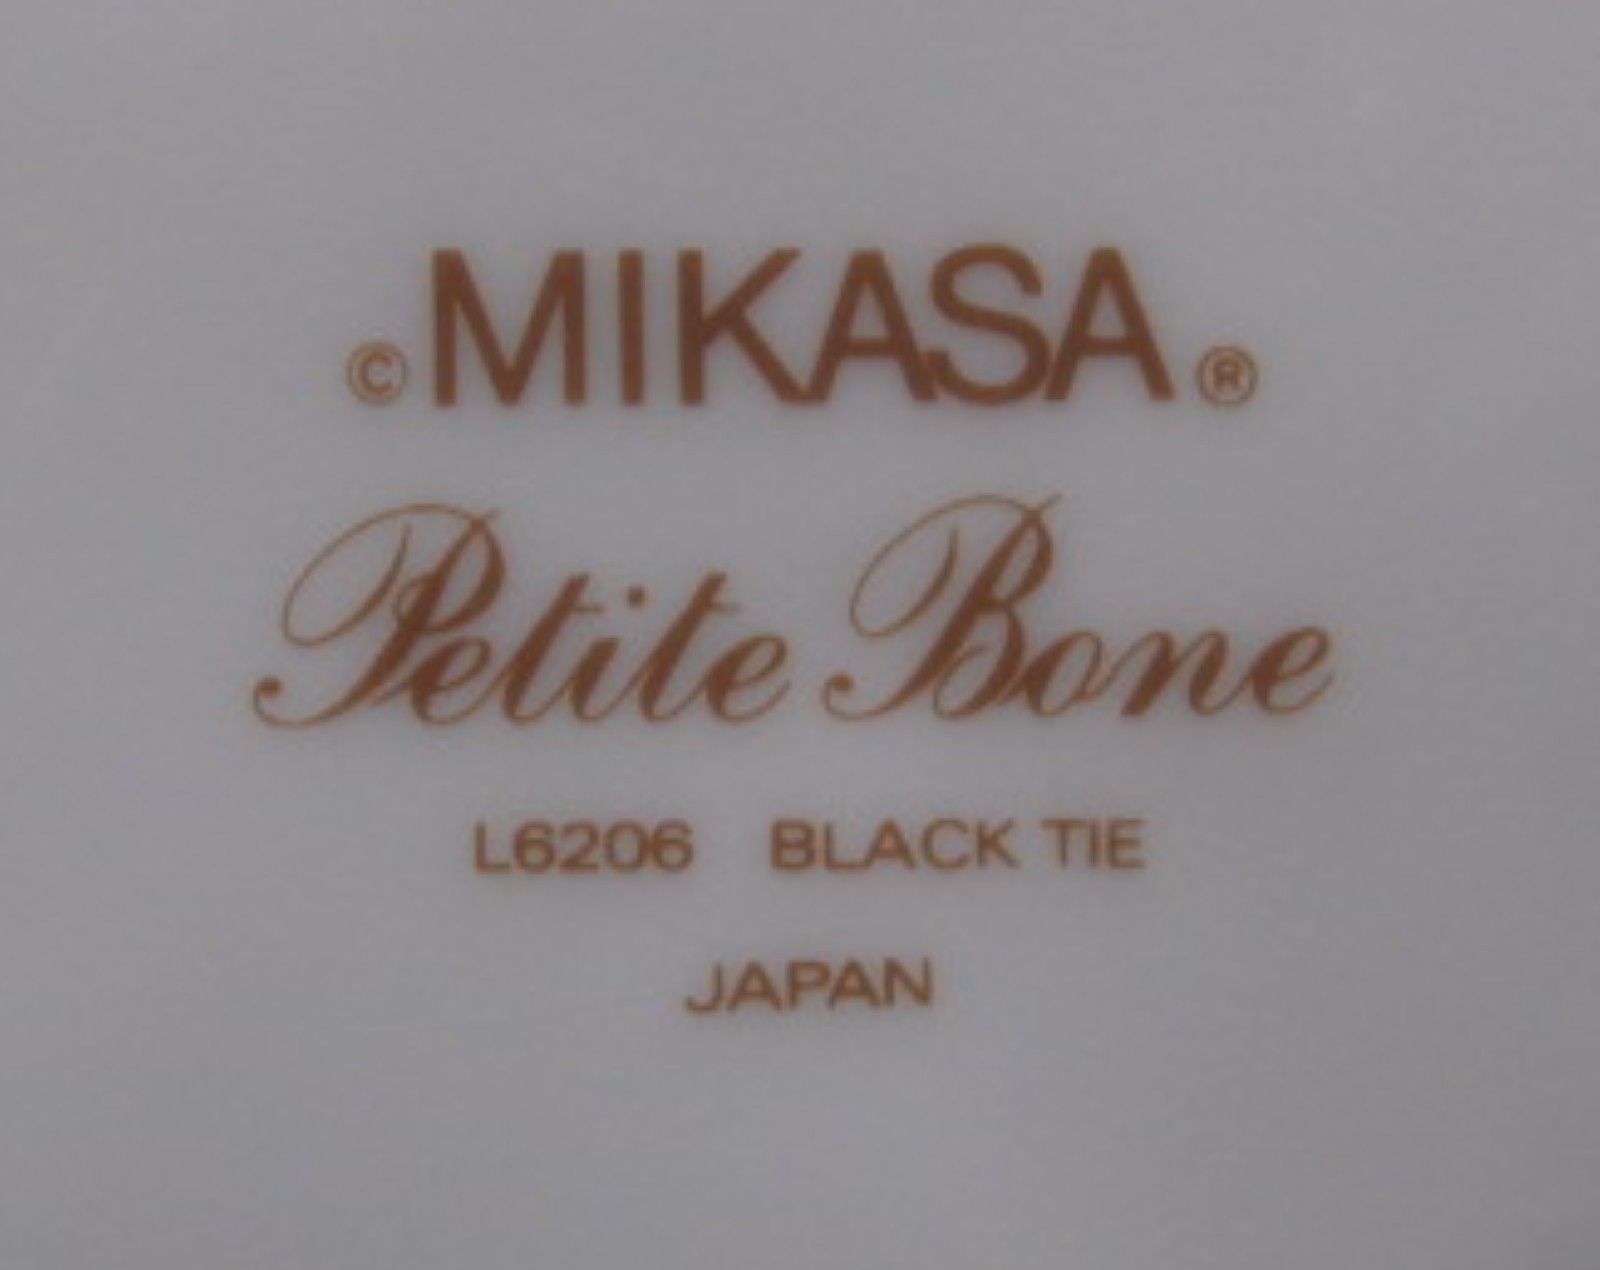 © MIKASA ®
Petite Bone
L6206 BLACK TIE
JAPAN